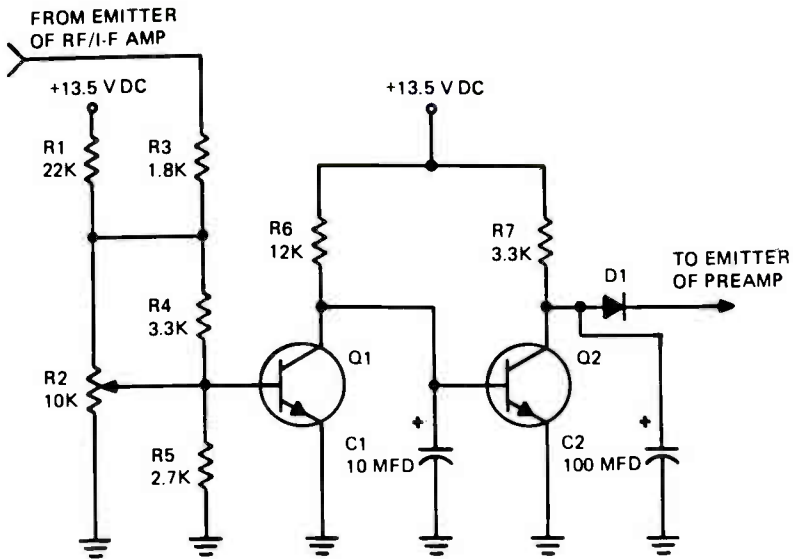 FROM EMITTER
OF RF/I-F AMP
+13.5 V DC
+13.5 V DC
R1
22K
R3
1.8K
R6
12K
R7
3.3K
D1
TO EMITTER
OF PREAMP
R4
3.3K
Q1
Q2
R2
10K
R5
2.7K
+
C1
10 MFD
+
C2
100 MFD